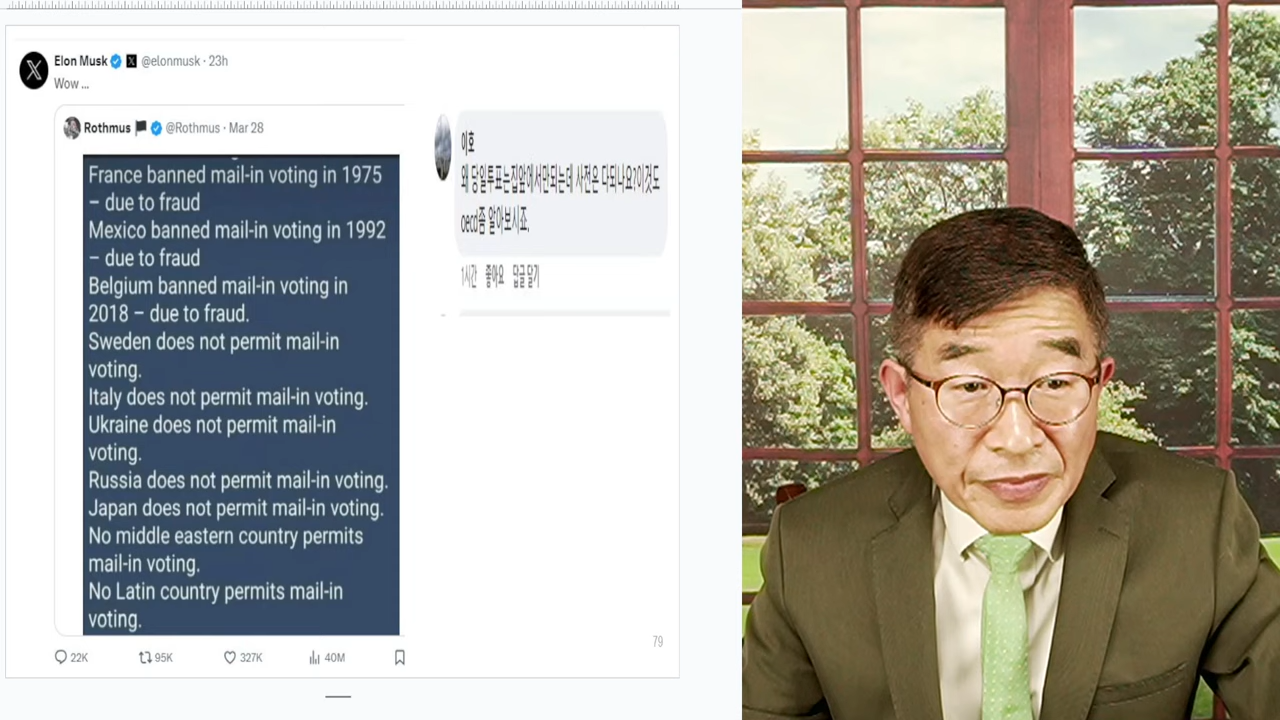 Elon Musk @elonmusk · 23h
Wow ...
Rothmus @Rothmus · Mar 28
France banned mail-in voting in 1975
– due to fraud
Mexico banned mail-in voting in 1992
– due to fraud
Belgium banned mail-in voting in
2018 – due to fraud.
Sweden does not permit mail-in
voting.
Italy does not permit mail-in voting.
Ukraine does not permit mail-in
voting.
Russia does not permit mail-in voting.
Japan does not permit mail-in voting.
No middle eastern country permits
mail-in voting.
No Latin country permits mail-in
voting.
22K 95K 327K 40M
이호
왜 당일투표는집앞에서만되는데 사전은 다되나요?이것도
oecd좀 알아보시죠.
1시간 좋아요 답글 달기
79